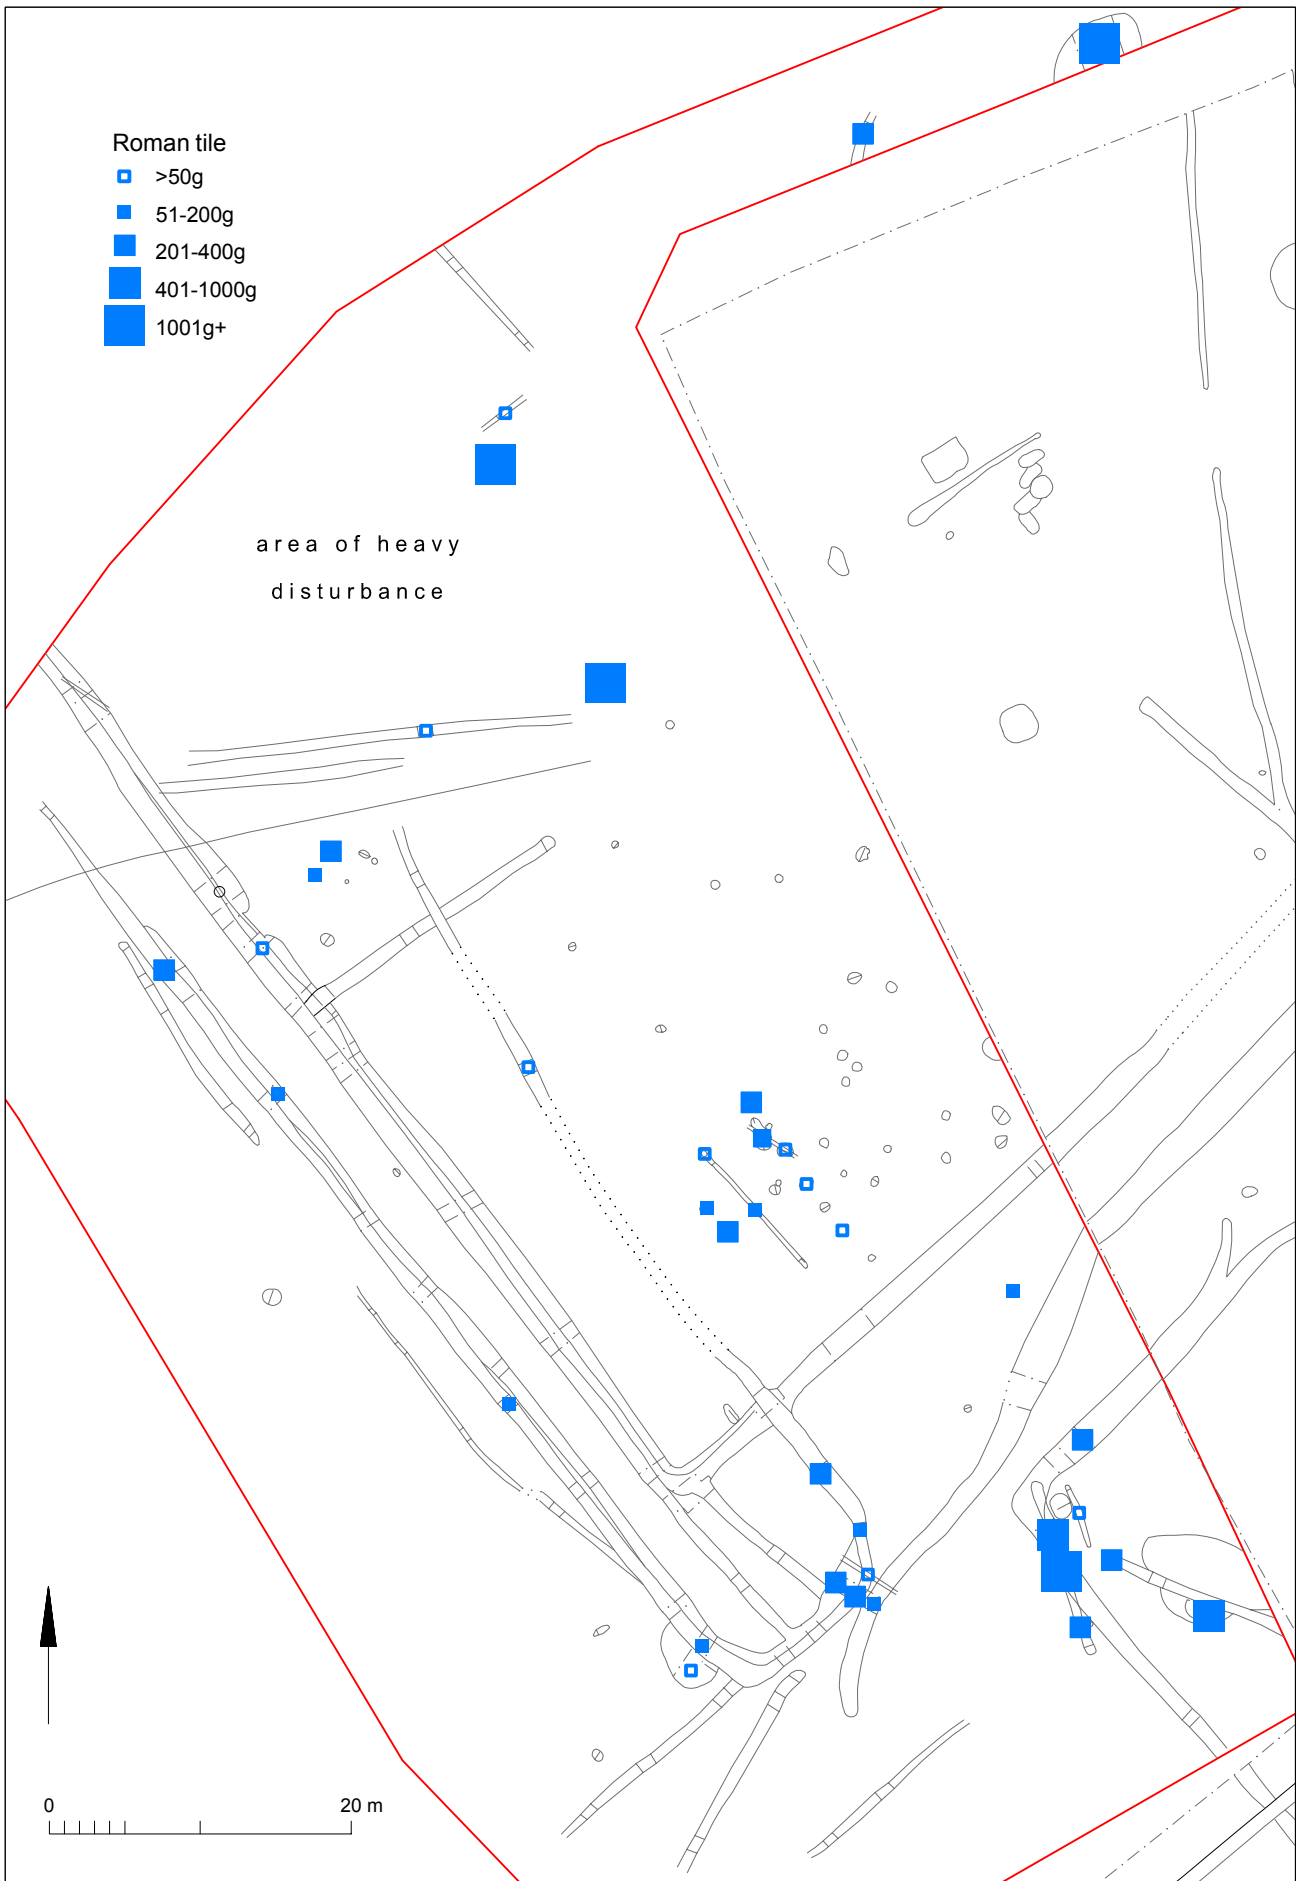 Roman tile
>50g
51-200g
201-400g
401-1000g
1001g+
area of heavy
disturbance
0 20 m